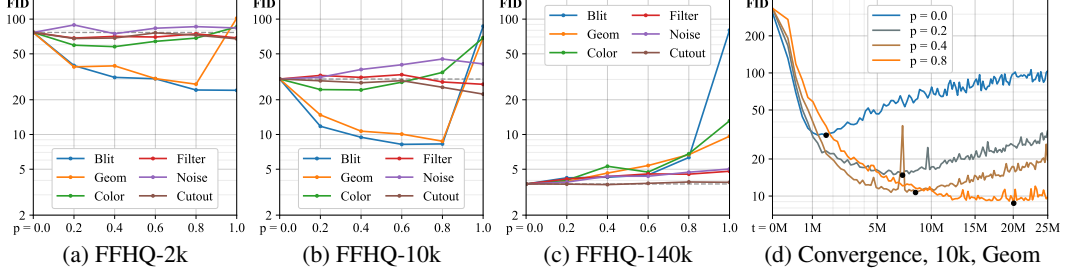 FID
100
50
20
10
5
2
Blit
Geom
Color
Filter
Noise
Cutout
p = 0.0 0.2 0.4 0.6 0.8 1.0
(a) FFHQ-2k
FID
100
50
20
10
5
2
Blit
Geom
Color
Filter
Noise
Cutout
p = 0.0 0.2 0.4 0.6 0.8 1.0
(b) FFHQ-10k
FID
100
50
20
10
5
2
Blit
Geom
Color
Filter
Noise
Cutout
p = 0.0 0.2 0.4 0.6 0.8 1.0
(c) FFHQ-140k
FID
200
100
50
20
10
p = 0.0
p = 0.2
p = 0.4
p = 0.8
t = 0M 1M 5M 10M 15M 20M 25M
(d) Convergence, 10k, Geom